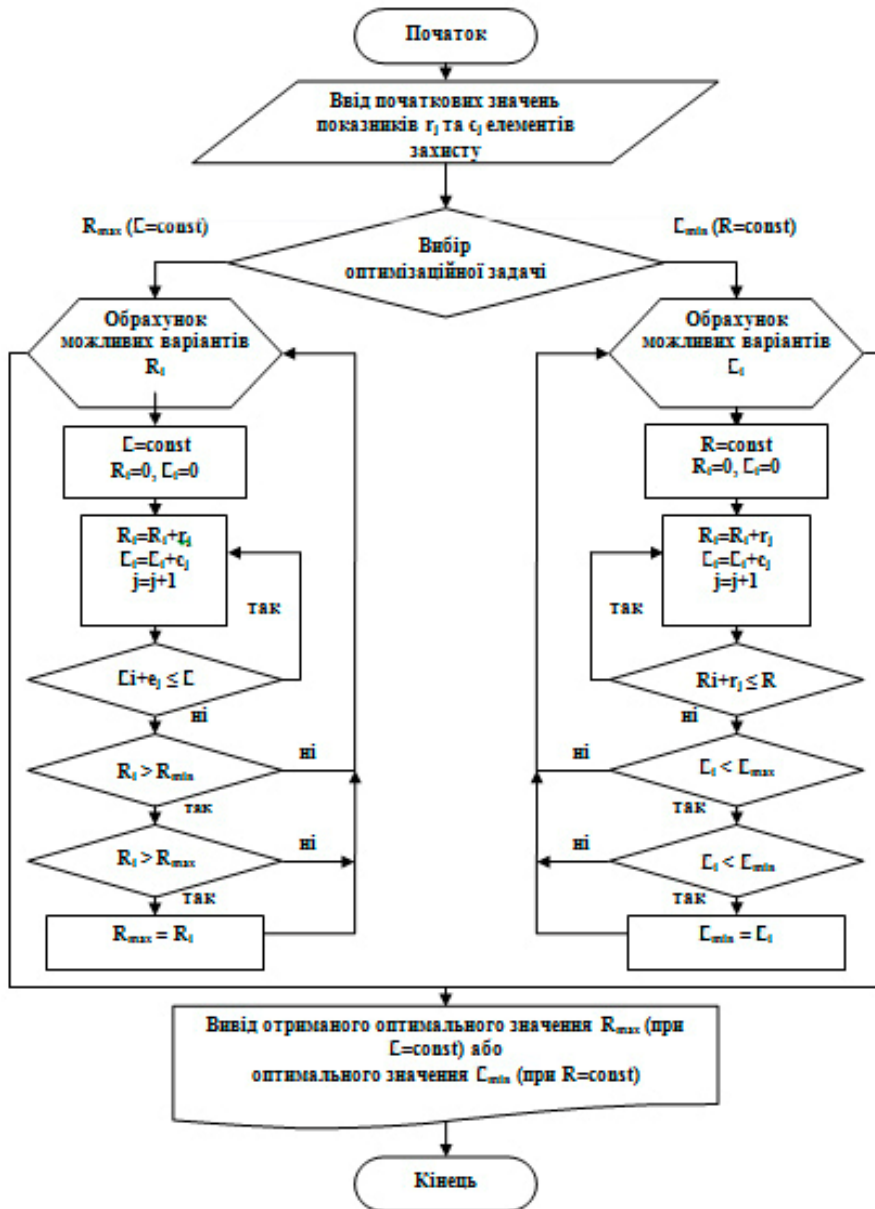 Початок
Ввід початкових значень
показників rj та cj елементів
захисту
Rmax (C=const)
Cmin (R=const)
Вибір
оптимізаційної задачі
Обрахунок
можливих варіантів
Ri
C=const
Ri=0, Ci=0
Ri=Ri+rj
Ci=Ci+cj
j=j+1
так
Ci+ej ≤ C
ні
Ri > Rmin
ні
так
Ri > Rmax
ні
так
Rmax = Ri
Обрахунок
можливих варіантів
Ci
R=const
Ri=0, Ci=0
Ri=Ri+rj
Ci=Ci+cj
j=j+1
так
Ri+rj ≤ R
ні
Ci < Cmax
ні
так
Ci < Cmin
ні
так
Cmin = Ci
Вивід отриманого оптимального значення Rmax (при
C=const) або
оптимального значення Cmin (при R=const)
Кінець